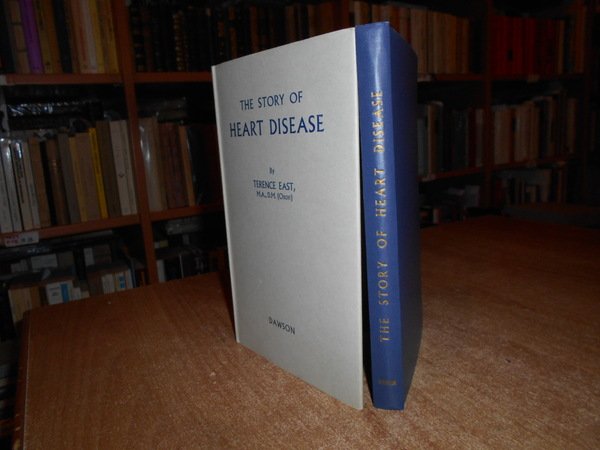 THE STORY OF
HEART DISEASE
By
TERENCE EAST,
M.A., D.M. (Oxon)
DAWSON
THE STORY OF HEART DISEASE